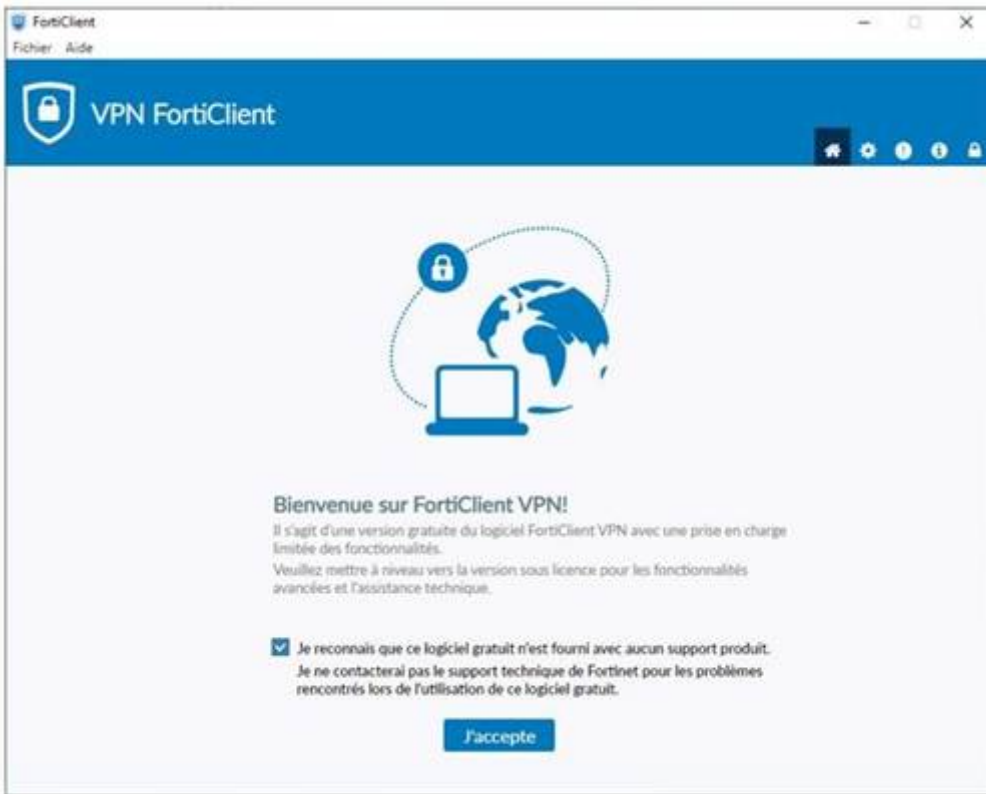 FortiClient
Fichier Aide
VPN FortiClient
Bienvenue sur FortiClient VPN!
Il s'agit d'une version gratuite du logiciel FortiClient VPN avec une prise en charge
limitée des fonctionnalités.
Veuillez mettre à niveau vers la version sous licence pour les fonctionnalités
avancées et l'assistance technique.
Je reconnais que ce logiciel gratuit n'est fourni avec aucun support produit.
Je ne contacterai pas le support technique de Fortinet pour les problèmes
rencontrés lors de l'utilisation de ce logiciel gratuit.
J'accepte